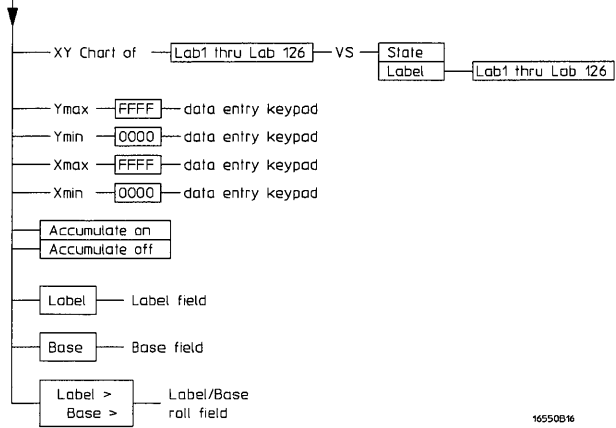 XY Chart of Lab1 thru Lab 126 VS State
Label Lab1 thru Lab 126
Ymax FFFF data entry keypad
Ymin 0000 data entry keypad
Xmax FFFF data entry keypad
Xmin 0000 data entry keypad
Accumulate on
Accumulate off
Label Label field
Base Base field
Label > Label/Base
Base > roll field
16550B16